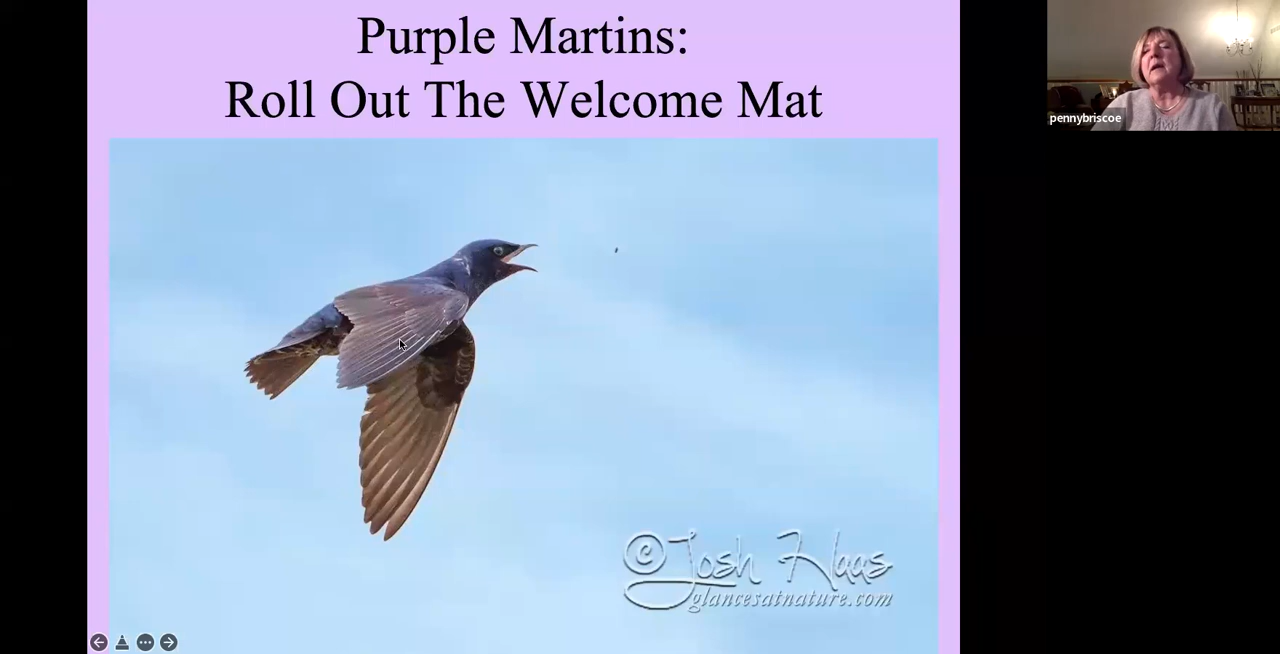 Purple Martins:
Roll Out The Welcome Mat
pennybriscoe
© Josh Haas
glancesatnature.com